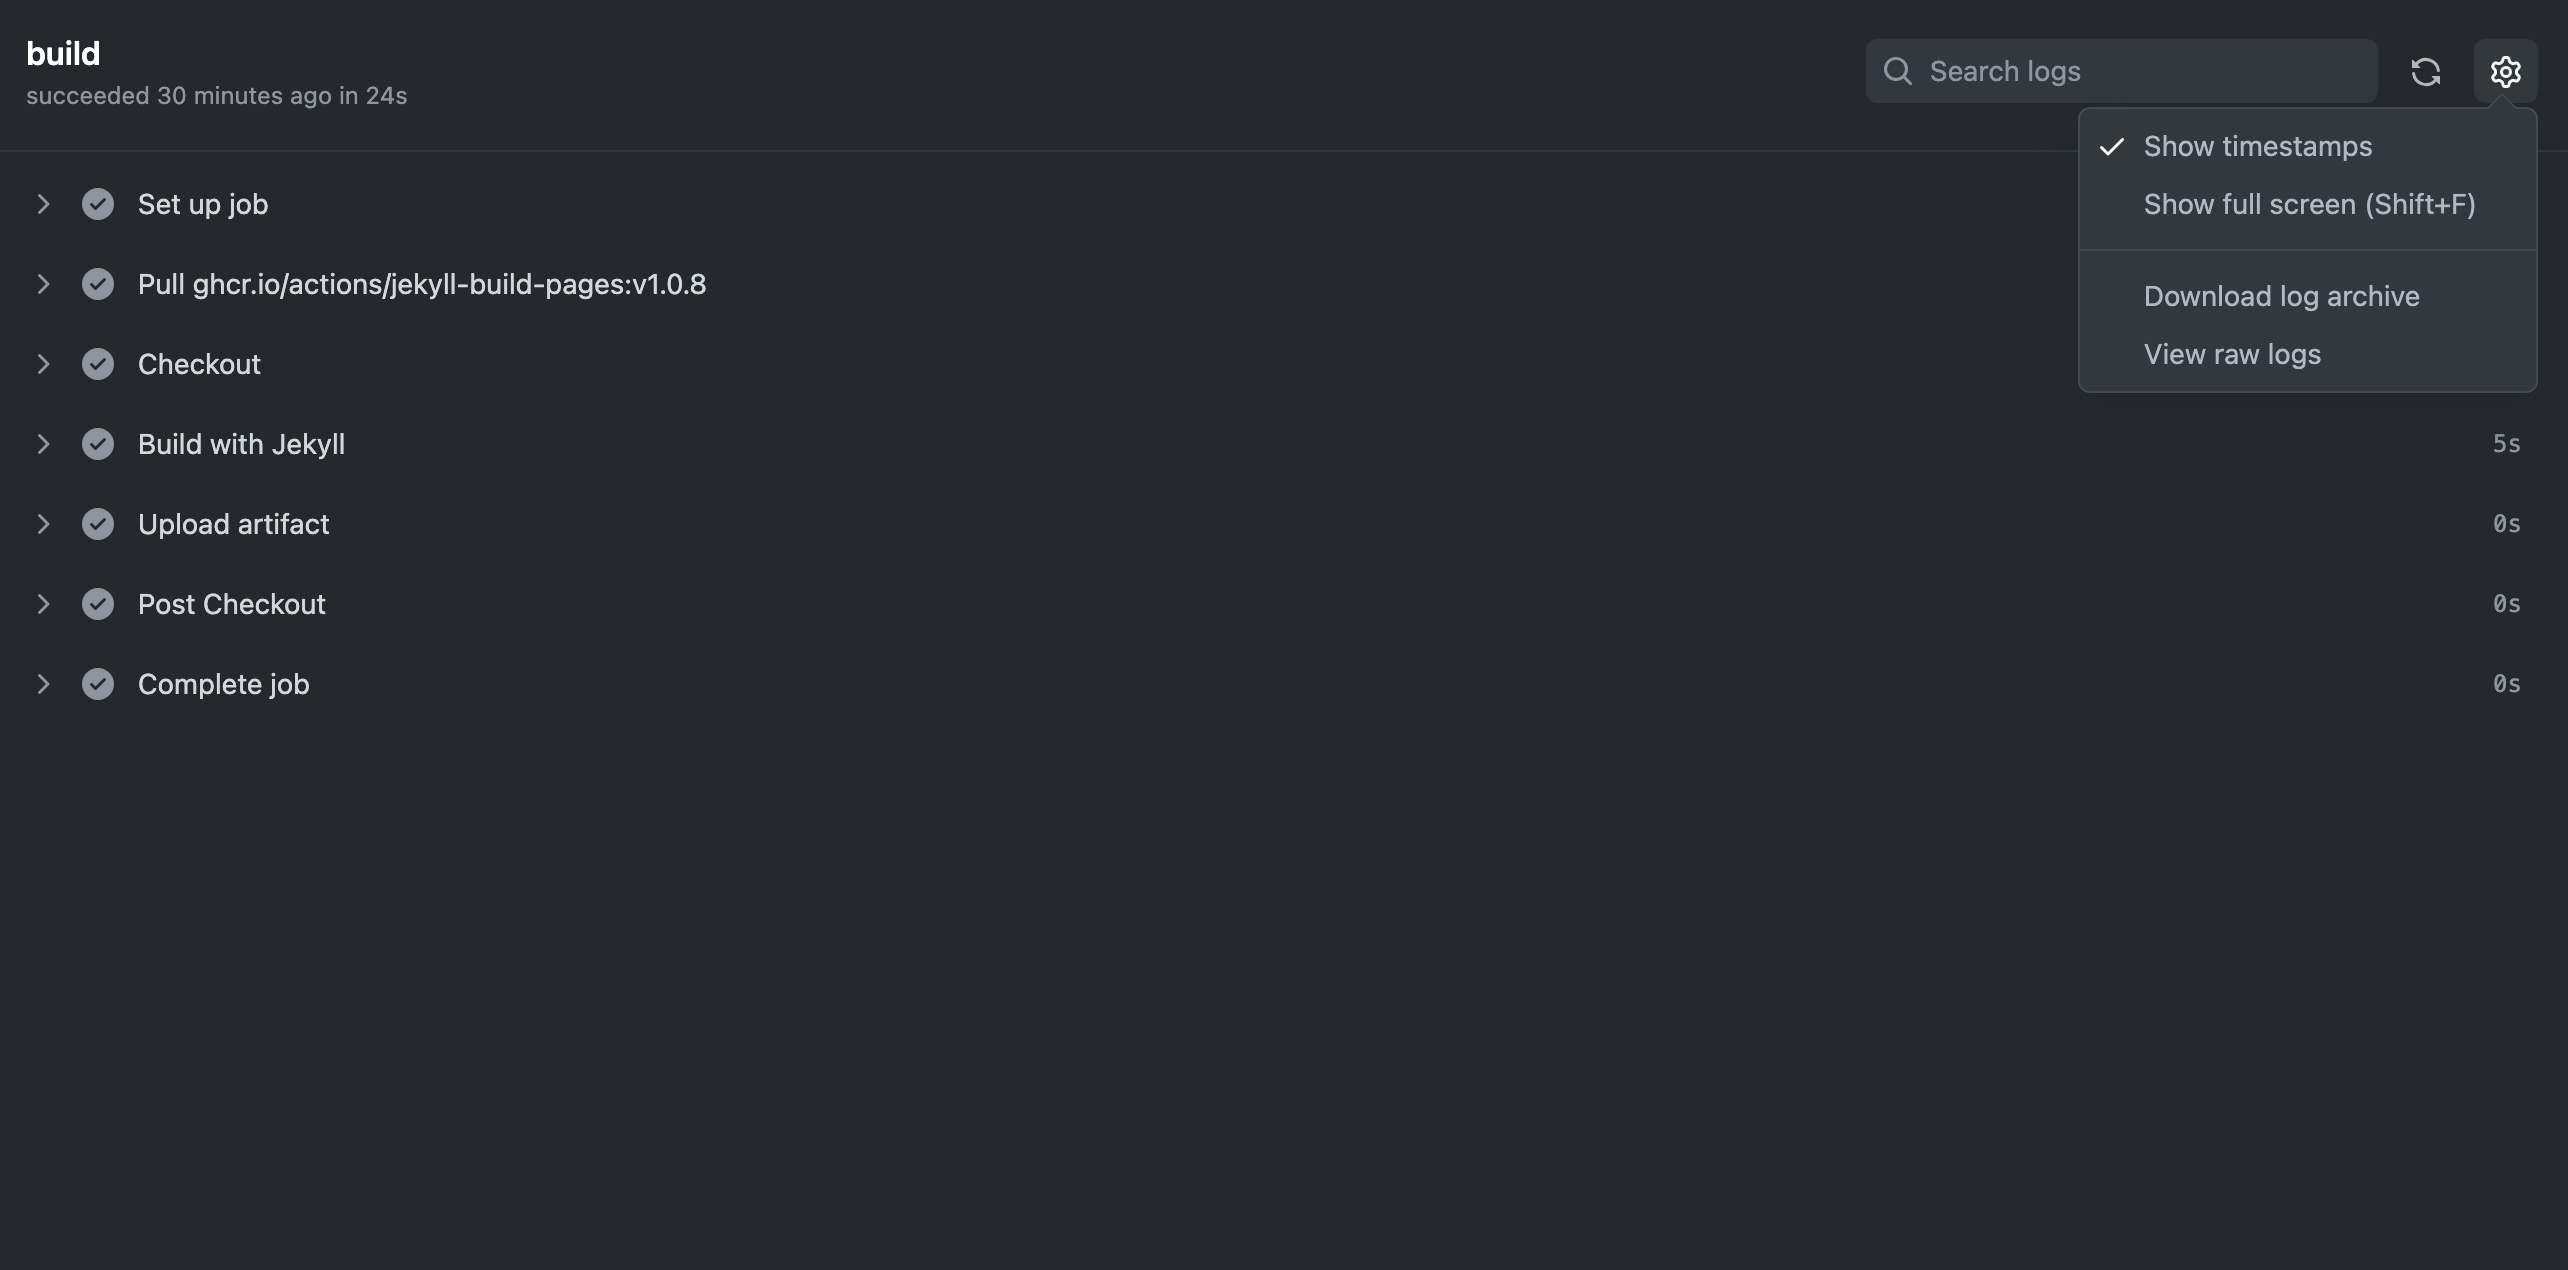 build
succeeded 30 minutes ago in 24s
Search logs
Show timestamps
Show full screen (Shift+F)
Download log archive
View raw logs
Set up job
Pull ghcr.io/actions/jekyll-build-pages:v1.0.8
Checkout
Build with Jekyll 5s
Upload artifact 0s
Post Checkout 0s
Complete job 0s